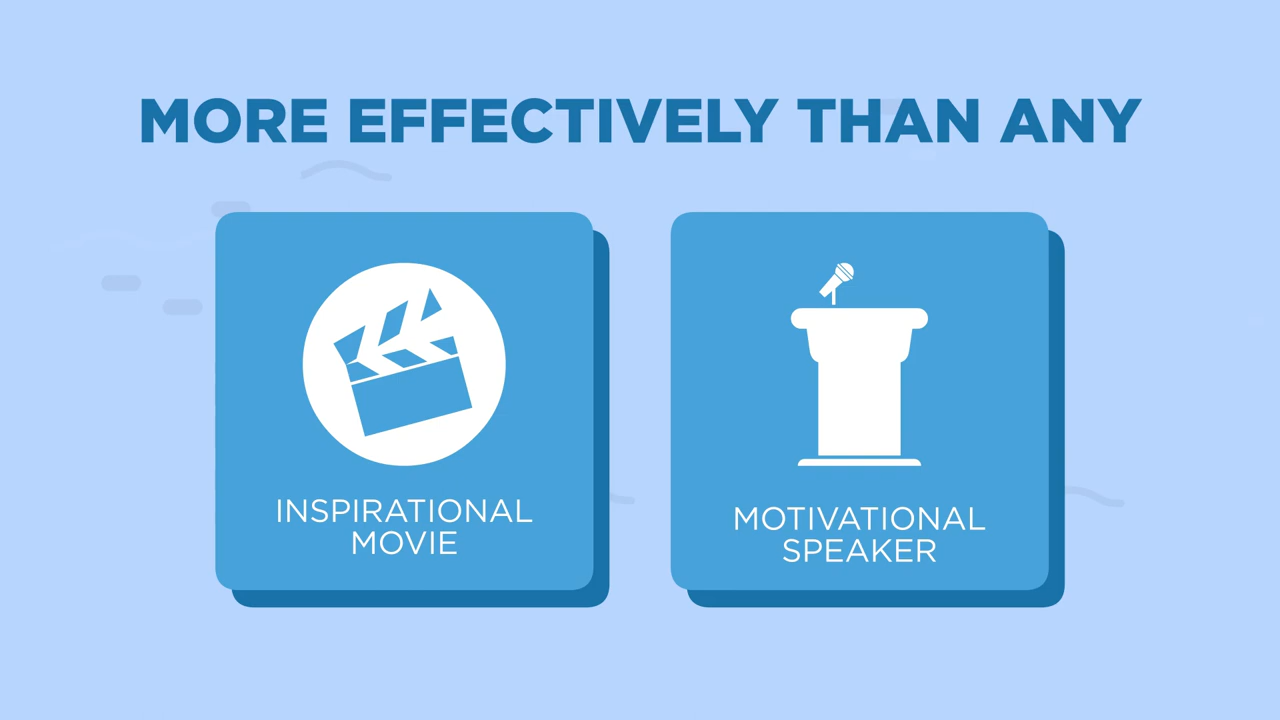 MORE EFFECTIVELY THAN ANY
INSPIRATIONAL
MOVIE
MOTIVATIONAL
SPEAKER